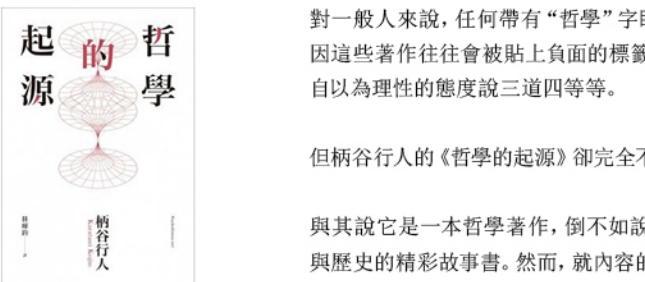 哲學
的
起源
柄谷行人
Karatani Kojin
對一般人來說，任何帶有“哲學”字
因這些著作往往會被貼上負面的標籤
自以為理性的態度說三道四等等。
但柄谷行人的《哲學的起源》卻完全不
與其說它是一本哲學著作，倒不如說
與歷史的精彩故事書。然而，就內容的